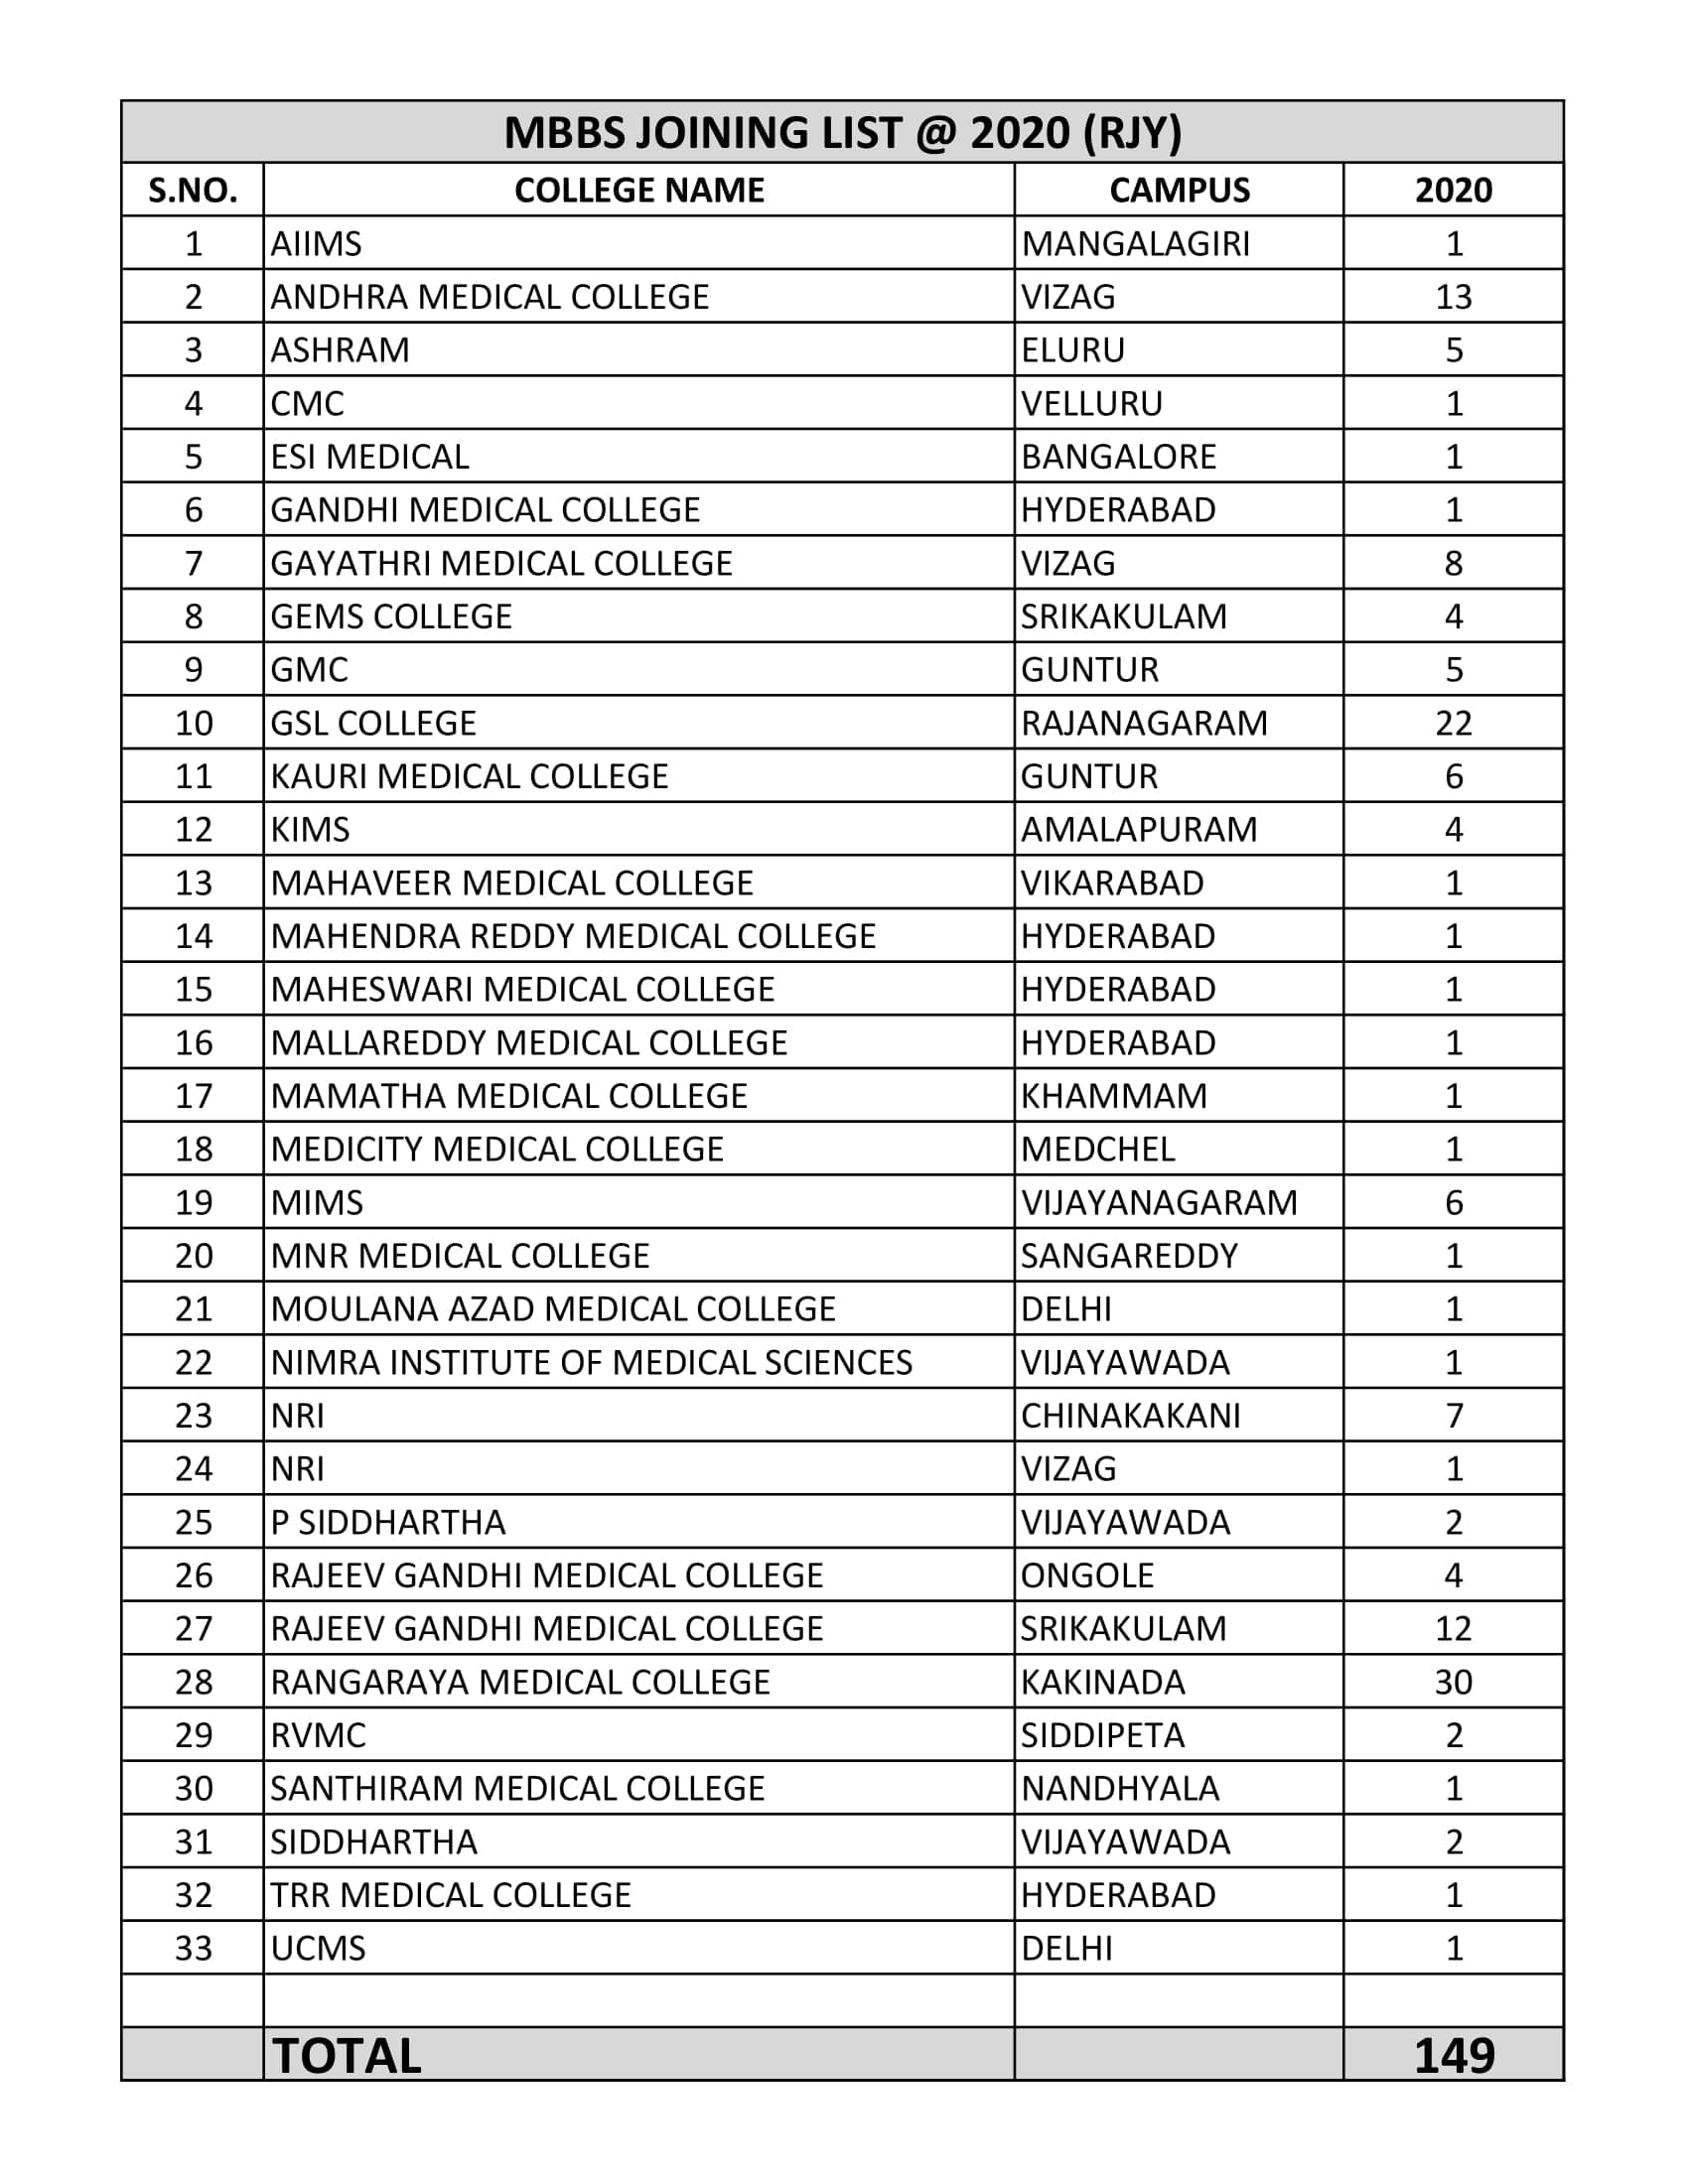 MBBS JOINING LIST @ 2020 (RJY)
S.NO. COLLEGE NAME CAMPUS 2020
1 AIIMS MANGALAGIRI 1
2 ANDHRA MEDICAL COLLEGE VIZAG 13
3 ASHRAM ELURU 5
4 CMC VELLURU 1
5 ESI MEDICAL BANGALORE 1
6 GANDHI MEDICAL COLLEGE HYDERABAD 1
7 GAYATHRI MEDICAL COLLEGE VIZAG 8
8 GEMS COLLEGE SRIKAKULAM 4
9 GMC GUNTUR 5
10 GSL COLLEGE RAJANAGARAM 22
11 KAURI MEDICAL COLLEGE GUNTUR 6
12 KIMS AMALAPURAM 4
13 MAHAVEER MEDICAL COLLEGE VIKARABAD 1
14 MAHENDRA REDDY MEDICAL COLLEGE HYDERABAD 1
15 MAHESWARI MEDICAL COLLEGE HYDERABAD 1
16 MALLAREDDY MEDICAL COLLEGE HYDERABAD 1
17 MAMATHA MEDICAL COLLEGE KHAMMAM 1
18 MEDICITY MEDICAL COLLEGE MEDCHEL 1
19 MIMS VIJAYANAGARAM 6
20 MNR MEDICAL COLLEGE SANGAREDDY 1
21 MOULANA AZAD MEDICAL COLLEGE DELHI 1
22 NIMRA INSTITUTE OF MEDICAL SCIENCES VIJAYAWADA 1
23 NRI CHINAKAKANI 7
24 NRI VIZAG 1
25 P SIDDHARTHA VIJAYAWADA 2
26 RAJEEV GANDHI MEDICAL COLLEGE ONGOLE 4
27 RAJEEV GANDHI MEDICAL COLLEGE SRIKAKULAM 12
28 RANGARAYA MEDICAL COLLEGE KAKINADA 30
29 RVMC SIDDIPETA 2
30 SANTHIRAM MEDICAL COLLEGE NANDHYALA 1
31 SIDDHARTHA VIJAYAWADA 2
32 TRR MEDICAL COLLEGE HYDERABAD 1
33 UCMS DELHI 1
TOTAL 149